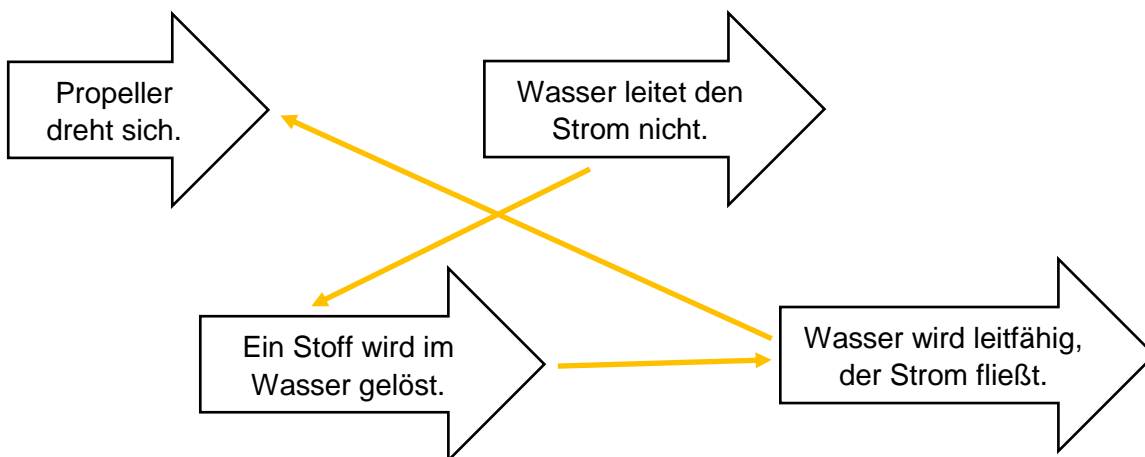 Propeller
dreht sich.
Wasser leitet den
Strom nicht.
Ein Stoff wird im
Wasser gelöst.
Wasser wird leitfähig,
der Strom fließt.